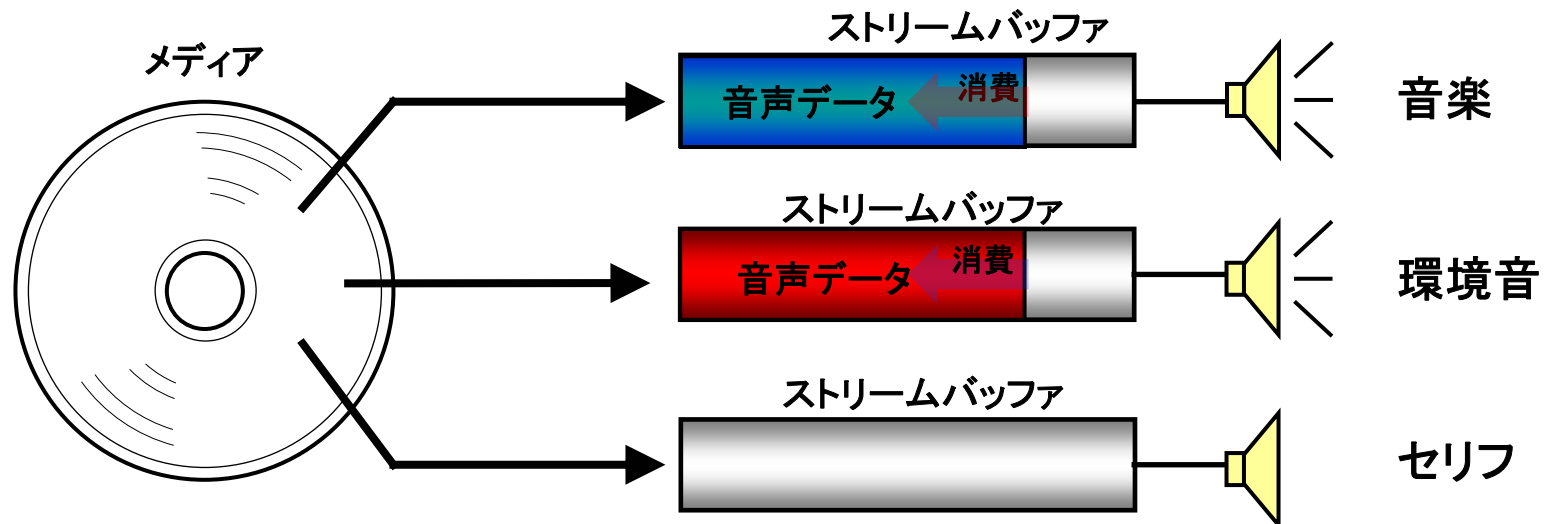 メディア
ストリームバッファ
音声データ
消費
音楽
ストリームバッファ
音声データ
消費
環境音
ストリームバッファ
セリフ